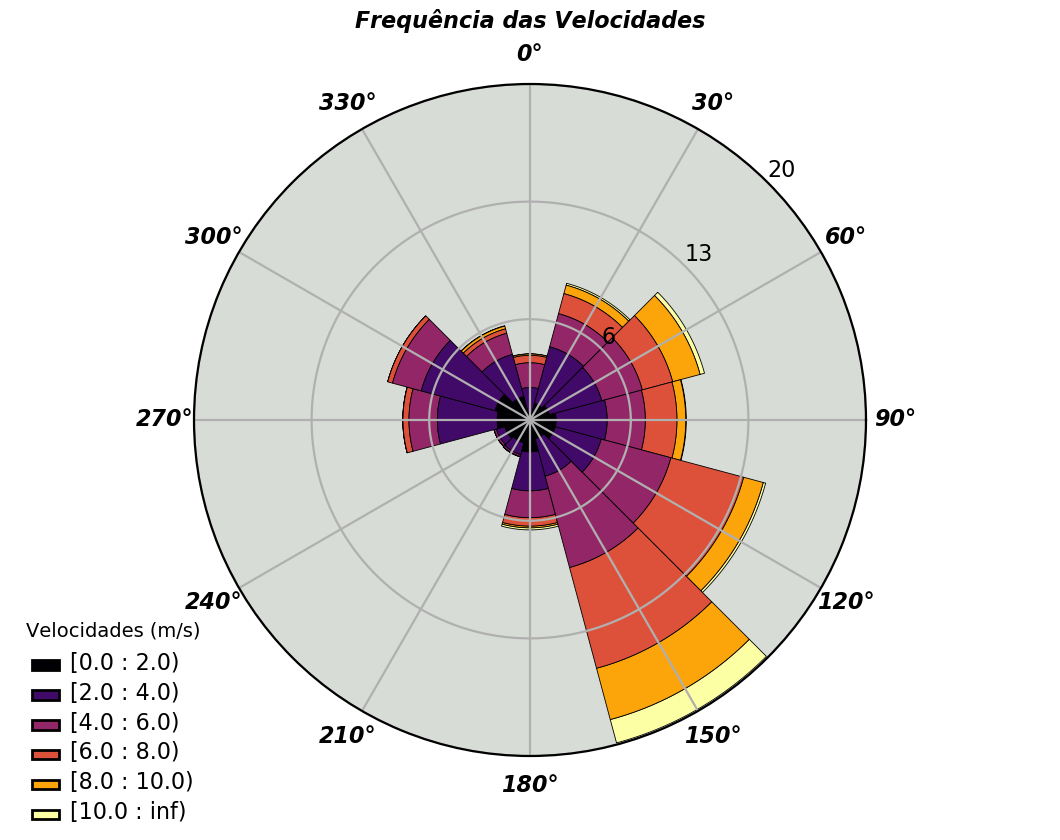 Frequência das Velocidades
0°
330°
30°
20
300°
60°
13
6
270°
90°
240°
120°
210°
150°
180°
Velocidades (m/s)
[0.0 : 2.0)
[2.0 : 4.0)
[4.0 : 6.0)
[6.0 : 8.0)
[8.0 : 10.0)
[10.0 : inf)